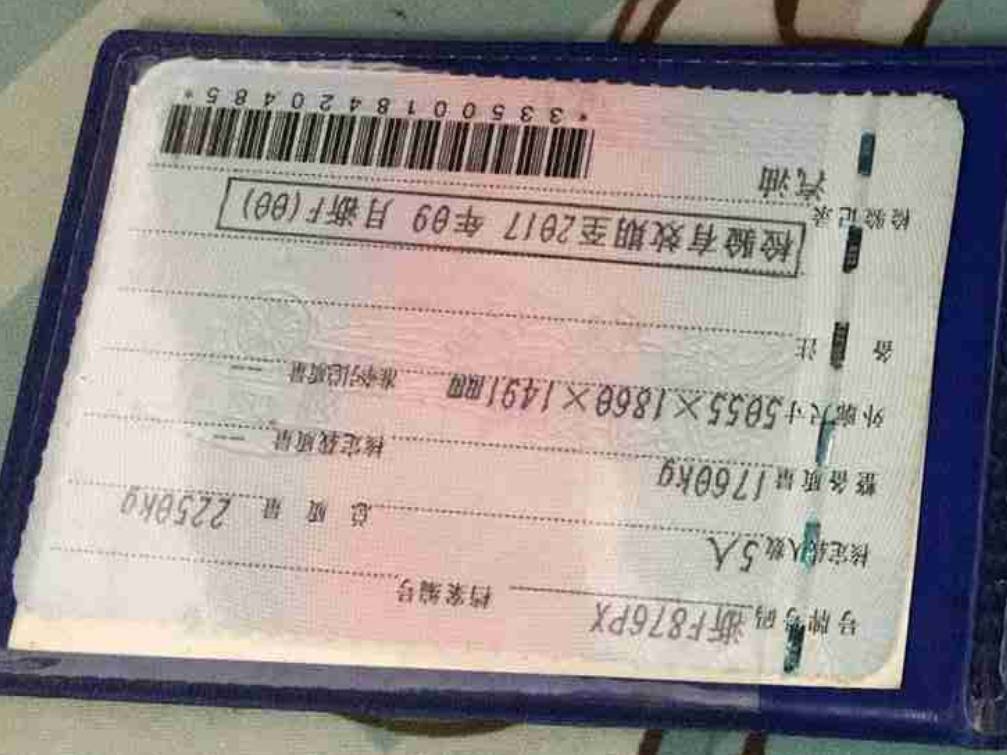 号牌号码 浙F876PX 档案编号
核定载人数 5人 总质量 2250kg
整备质量 1760kg 核定载质量 --
外廓尺寸 5055×1860×1491mm 准牵引总质量 --
备注
检验记录 检验有效期至2017 年09 月浙F(00)
汽油
*3350018420485*